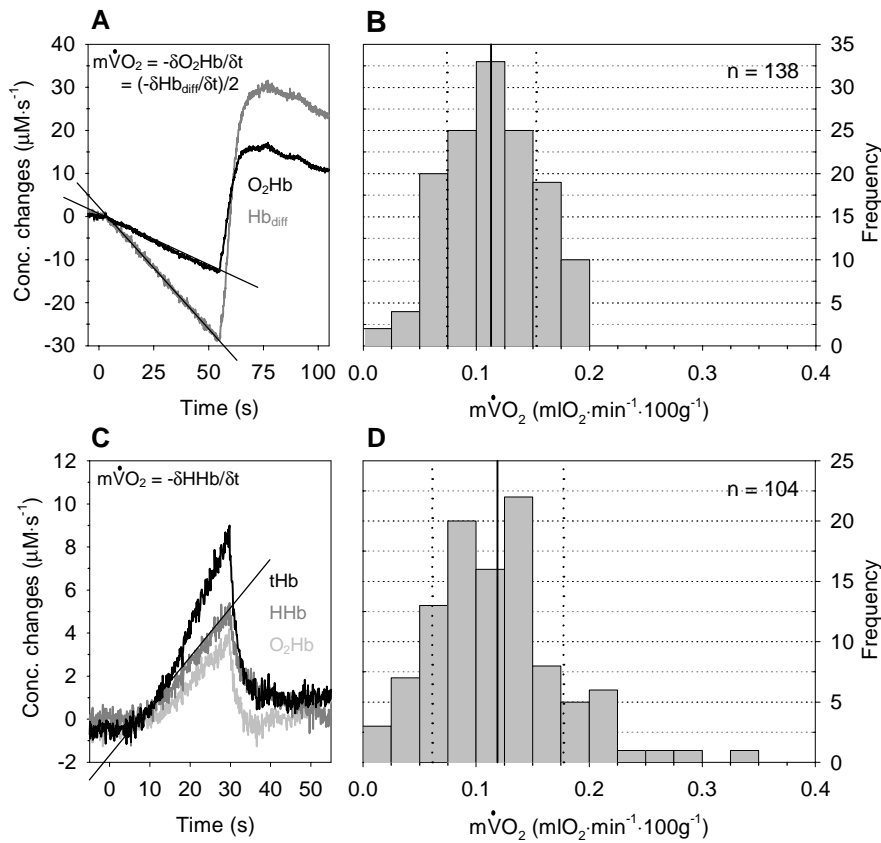 A
mV̇O₂ = -δO₂Hb/δt
= (-δHb_diff/δt)/2
Conc. changes (µM·s⁻¹)
40
30
20
10
0
-10
-20
-30
O₂Hb
Hb_diff
0 25 50 75 100
Time (s)
B
n = 138
35
30
25
20
15
10
5
0
Frequency
0.0 0.1 0.2 0.3 0.4
mV̇O₂ (mlO₂·min⁻¹·100g⁻¹)
C
mV̇O₂ = -δHHb/δt
Conc. changes (µM·s⁻¹)
12
10
8
6
4
2
0
-2
tHb
HHb
O₂Hb
0 10 20 30 40 50
Time (s)
D
n = 104
25
20
15
10
5
0
Frequency
0.0 0.1 0.2 0.3 0.4
mV̇O₂ (mlO₂·min⁻¹·100g⁻¹)